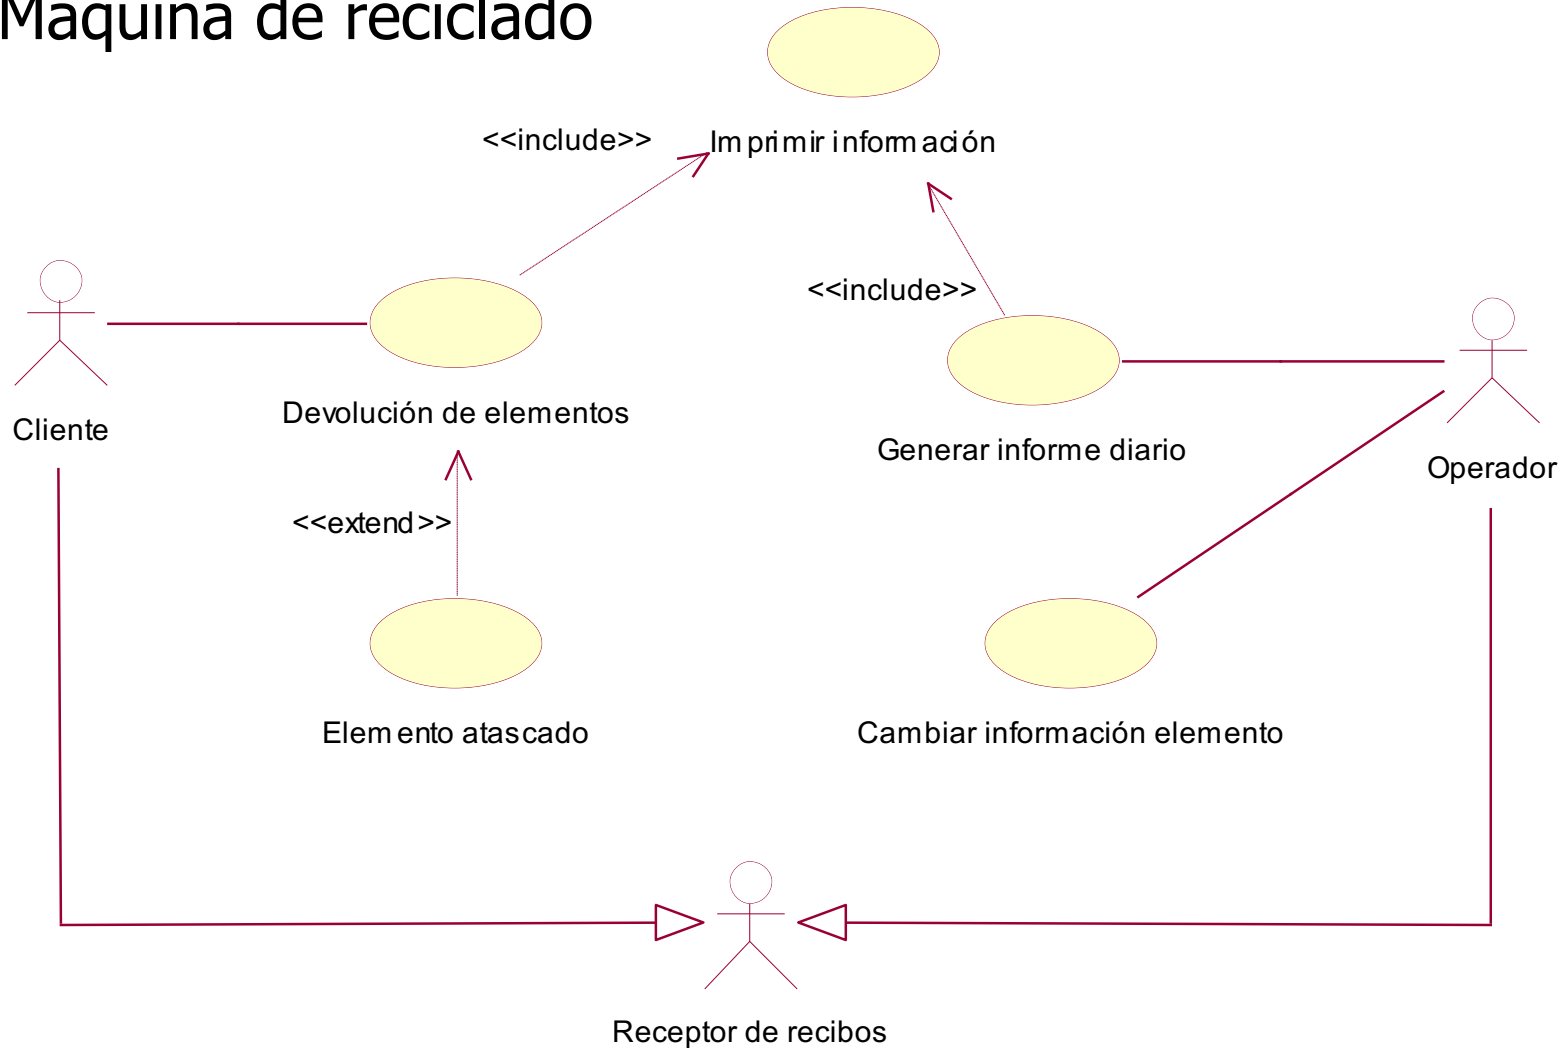 Maquina de reciclado
<<include>>
Imprimir información
<<include>>
Devolución de elementos
Cliente
Generar informe diario
Operador
<<extend>>
Elemento atascado
Cambiar información elemento
Receptor de recibos